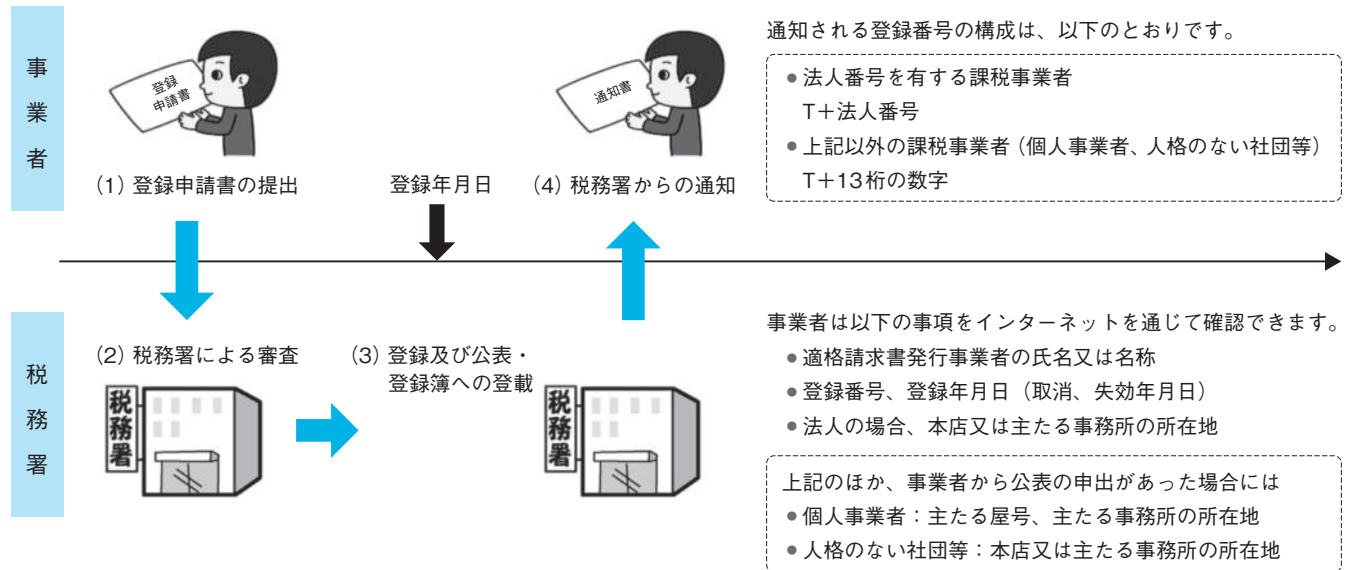 事業者
登録
申請書
(1) 登録申請書の提出
登録年月日
通知書
(4) 税務署からの通知
通知される登録番号の構成は、以下のとおりです。
●法人番号を有する課税事業者
T+法人番号
●上記以外の課税事業者（個人事業者、人格のない社団等）
T+13桁の数字
税務署
(2) 税務署による審査
税務署
(3) 登録及び公表・
登録簿への登載
税務署
事業者は以下の事項をインターネットを通じて確認できます。
●適格請求書発行事業者の氏名又は名称
●登録番号、登録年月日（取消、失効年月日）
●法人の場合、本店又は主たる事務所の所在地
上記のほか、事業者から公表の申出があった場合には
●個人事業者：主たる屋号、主たる事務所の所在地
●人格のない社団等：本店又は主たる事務所の所在地